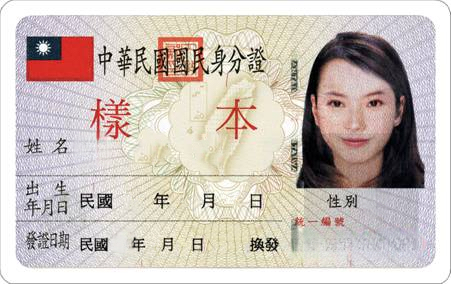 中華民國國民身分證
樣本
姓名
出生年月日 民國 年 月 日 性別
統一編號
發證日期 民國 年 月 日 換發